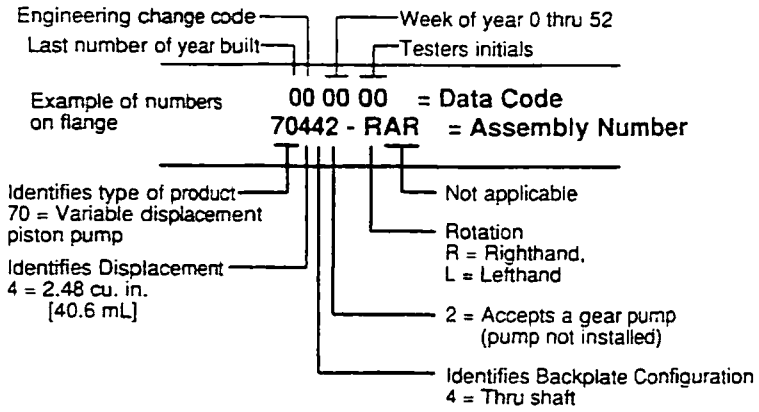 Engineering change code
Week of year 0 thru 52
Last number of year built
Testers initials
Example of numbers
on flange
00 00 00 = Data Code
70442 - RAR = Assembly Number
Identifies type of product
70 = Variable displacement
piston pump
Not applicable
Rotation
R = Righthand,
L = Lefthand
Identifies Displacement
4 = 2.48 cu. in.
[40.6 mL]
2 = Accepts a gear pump
(pump not installed)
Identifies Backplate Configuration
4 = Thru shaft